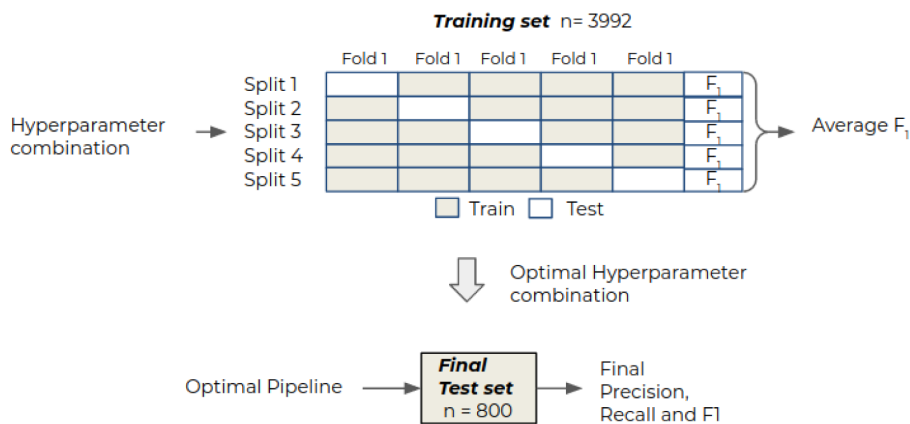 Training set n= 3992
Fold 1 Fold 1 Fold 1 Fold 1 Fold 1
Split 1 F1
Split 2 F1
Split 3 F1
Split 4 F1
Split 5 F1
Hyperparameter
combination
Average F1
Train Test
Optimal Hyperparameter
combination
Optimal Pipeline
Final
Test set
n = 800
Final
Precision,
Recall and F1